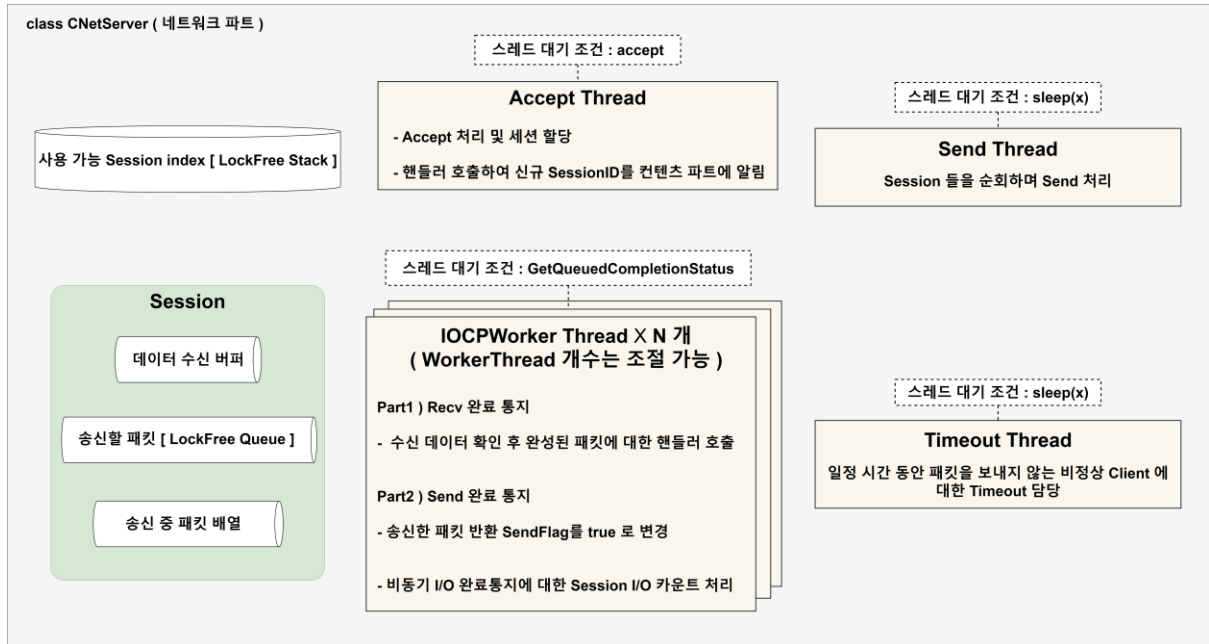 class CNetServer ( 네트워크 파트 )
스레드 대기 조건 : accept
Accept Thread
- Accept 처리 및 세션 할당
- 핸들러 호출하여 신규 SessionID를 컨텐츠 파트에 알림
스레드 대기 조건 : sleep(x)
Send Thread
Session 들을 순회하며 Send 처리
사용 가능 Session index [ LockFree Stack ]
Session
데이터 수신 버퍼
송신할 패킷 [ LockFree Queue ]
송신 중 패킷 배열
스레드 대기 조건 : GetQueuedCompletionStatus
IOCPWorker Thread X N 개
( WorkerThread 개수는 조절 가능 )
Part1 ) Recv 완료 통지
- 수신 데이터 확인 후 완성된 패킷에 대한 핸들러 호출
Part2 ) Send 완료 통지
- 송신한 패킷 반환 SendFlag를 true 로 변경
- 비동기 I/O 완료통지에 대한 Session I/O 카운트 처리
스레드 대기 조건 : sleep(x)
Timeout Thread
일정 시간 동안 패킷을 보내지 않는 비정상 Client 에
대한 Timeout 담당